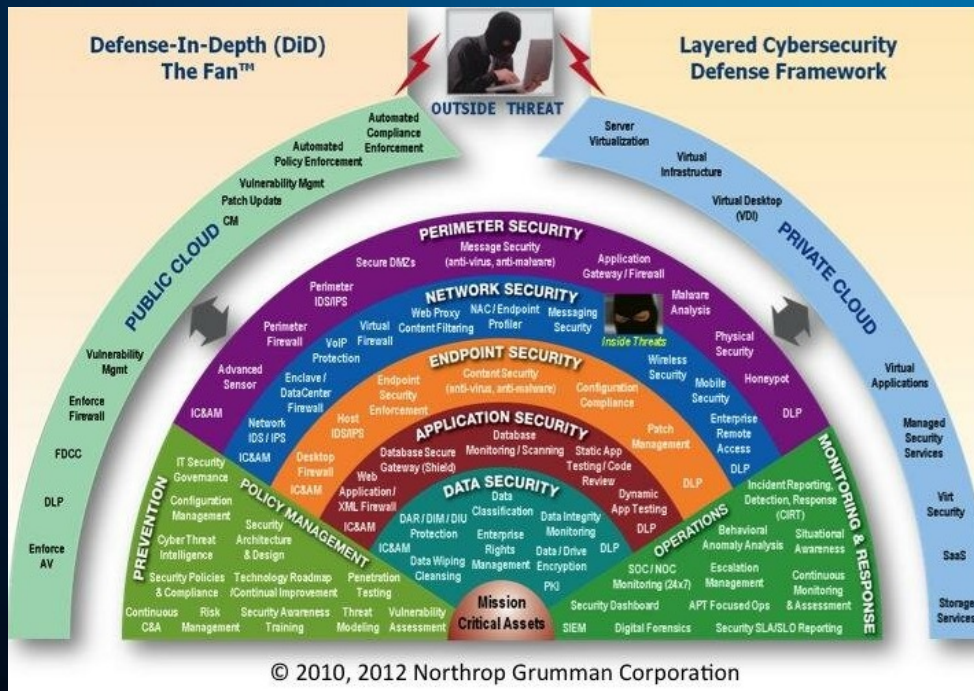 Defense-In-Depth (DiD)
The Fan™
Layered Cybersecurity
Defense Framework
OUTSIDE THREAT
PUBLIC CLOUD
Automated
Compliance
Enforcement
Automated
Policy Enforcement
Vulnerability Mgmt
Patch Update
CM
Vulnerability
Mgmt
Enforce
Firewall
FDCC
DLP
Enforce
AV
PRIVATE CLOUD
Server
Virtualization
Virtual
Infrastructure
Virtual Desktop
(VDI)
Virtual
Applications
Managed
Security
Services
Virt
Security
SaaS
Storage
Services
PERIMETER SECURITY
Message Security
(anti-virus, anti-malware)
Secure DMZs
Application
Gateway / Firewall
Perimeter
IDS/IPS
Malware
Analysis
Perimeter
Firewall
Physical
Security
Advanced
Sensor
Honeypot
IC&AM
DLP
NETWORK SECURITY
Web Proxy
Content Filtering
NAC / Endpoint
Profiler
Messaging
Security
Inside Threats
Virtual
Firewall
VoIP
Protection
Wireless
Security
Enclave /
DataCenter
Firewall
Mobile
Security
Network
IDS / IPS
Enterprise
Remote
Access
IC&AM
DLP
ENDPOINT SECURITY
Content Security
(anti-virus, anti-malware)
Endpoint
Security
Enforcement
Configuration
Compliance
Host
IDS/IPS
Patch
Management
Desktop
Firewall
IC&AM
DLP
APPLICATION SECURITY
Database
Monitoring / Scanning
Database Secure
Gateway (Shield)
Static App
Testing / Code
Review
Web
Application /
XML Firewall
Dynamic
App Testing
IC&AM
DLP
DATA SECURITY
Data
Classification
DAR / DIM / DIU
Protection
Data Integrity
Monitoring
IC&AM
Enterprise
Rights
Management
DLP
Data Wiping
Cleansing
Data / Drive
Encryption
PKI
Mission
Critical Assets
PREVENTION
POLICY MANAGEMENT
IT Security
Governance
Configuration
Management
Security
Architecture
& Design
Cyber Threat
Intelligence
Security Policies
& Compliance
Technology Roadmap
/Continual Improvement
Penetration
Testing
Continuous
C&A
Risk
Management
Security Awareness
Training
Threat
Modeling
Vulnerability
Assessment
MONITORING & RESPONSE
OPERATIONS
Incident Reporting,
Detection, Response
(CIRT)
Behavioral
Anomaly Analysis
Situational
Awareness
SOC / NOC
Monitoring (24x7)
Escalation
Management
Continuous
Monitoring
& Assessment
Security Dashboard
APT Focused Ops
SIEM
Digital Forensics
Security SLA/SLO Reporting
© 2010, 2012 Northrop Grumman Corporation